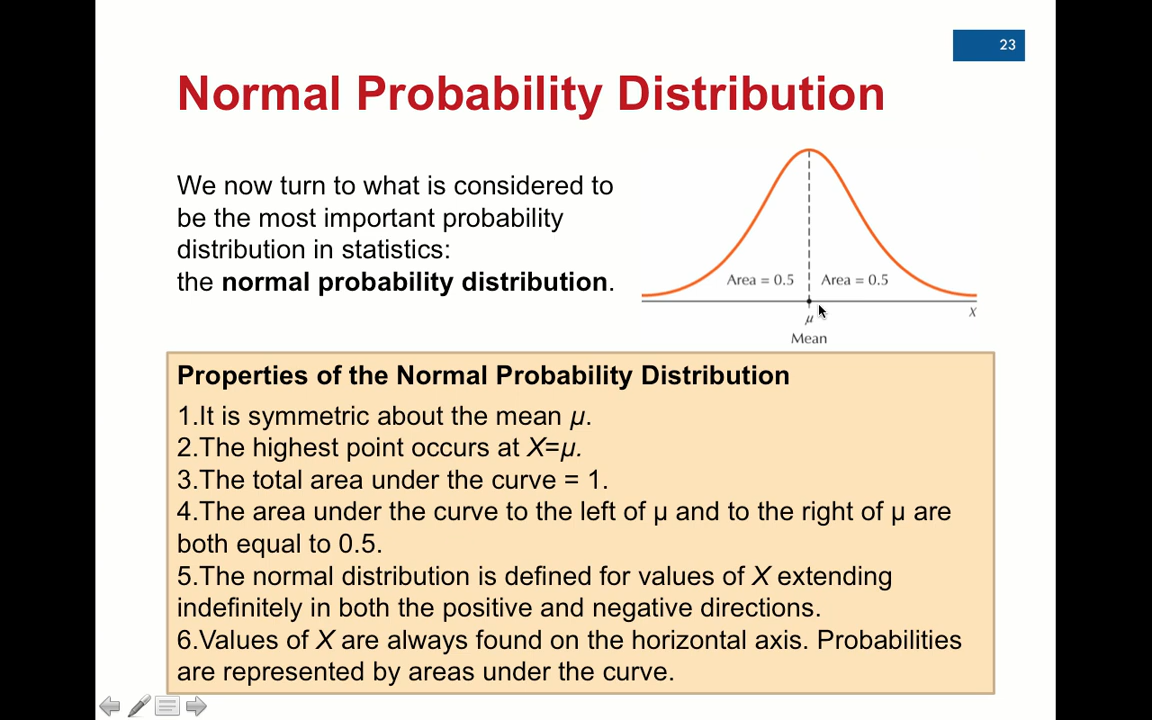 23
Normal Probability Distribution
We now turn to what is considered to
be the most important probability
distribution in statistics:
the normal probability distribution.
Area = 0.5
Area = 0.5
μ
X
Mean
Properties of the Normal Probability Distribution
1.It is symmetric about the mean μ.
2.The highest point occurs at X=μ.
3.The total area under the curve = 1.
4.The area under the curve to the left of μ and to the right of μ are
both equal to 0.5.
5.The normal distribution is defined for values of X extending
indefinitely in both the positive and negative directions.
6.Values of X are always found on the horizontal axis. Probabilities
are represented by areas under the curve.